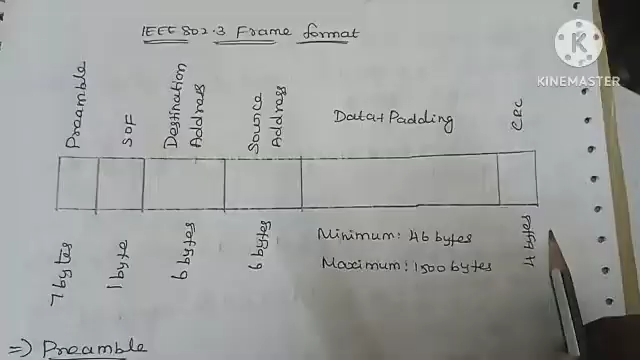 IEEE 802.3 Frame format
KINEMASTER
Preamble
SOF
Destination Address
Source Address
Data+Padding
CRC
7 bytes
1 byte
6 bytes
6 bytes
Minimum: 46 bytes
Maximum: 1500 bytes
4 bytes
=) Preamble